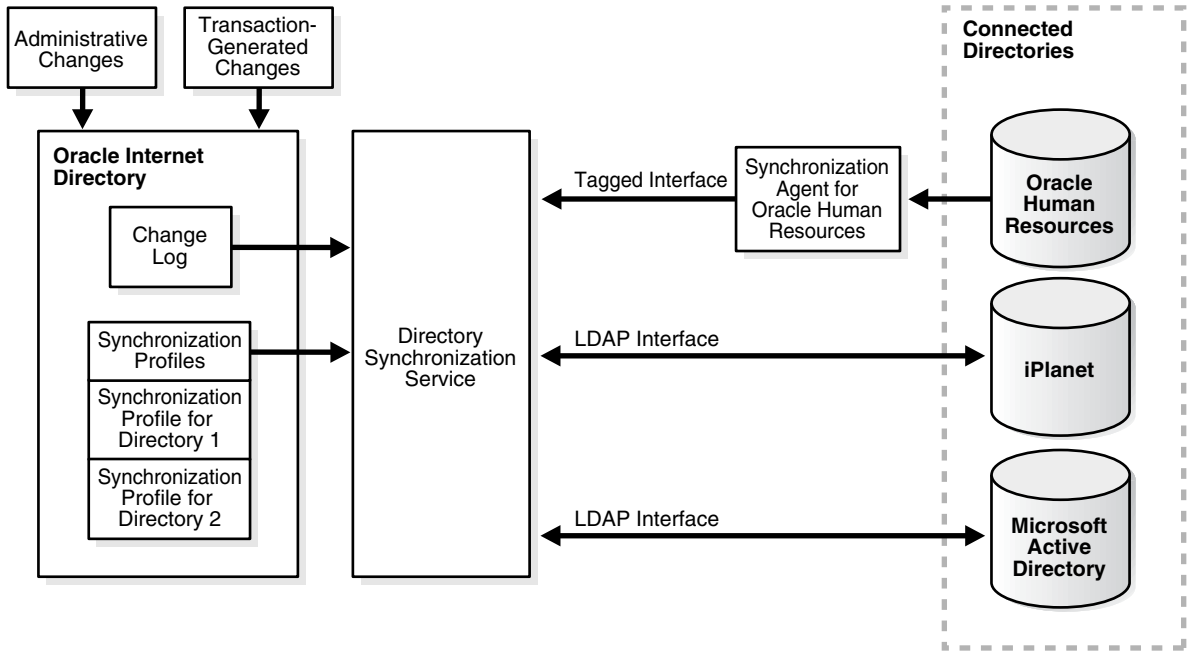 Administrative
Changes
Transaction-
Generated
Changes
Connected
Directories
Oracle Internet
Directory
Change
Log
Synchronization
Profiles
Synchronization
Profile for
Directory 1
Synchronization
Profile for
Directory 2
Directory
Synchronization
Service
Tagged Interface
Synchronization
Agent for
Oracle Human
Resources
Oracle
Human
Resources
LDAP Interface
iPlanet
LDAP Interface
Microsoft
Active
Directory